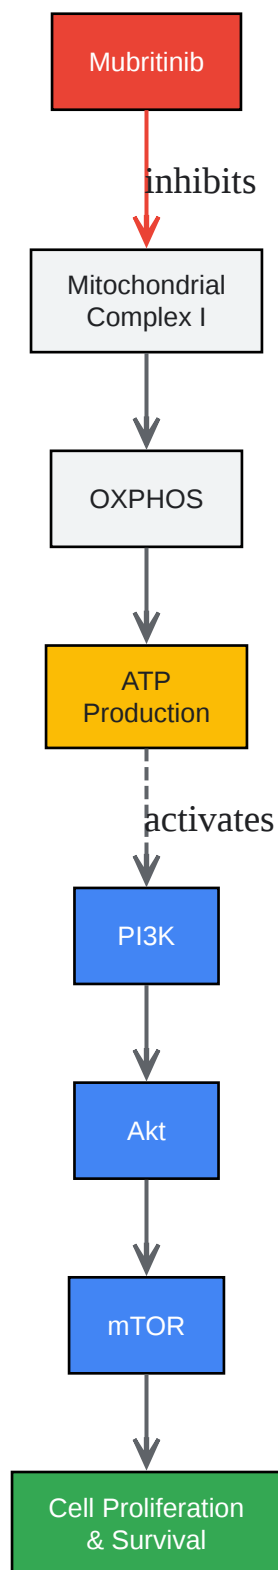 Mubritinib
inhibits
Mitochondrial
Complex I
OXPHOS
ATP
Production
activates
PI3K
Akt
mTOR
Cell Proliferation
& Survival